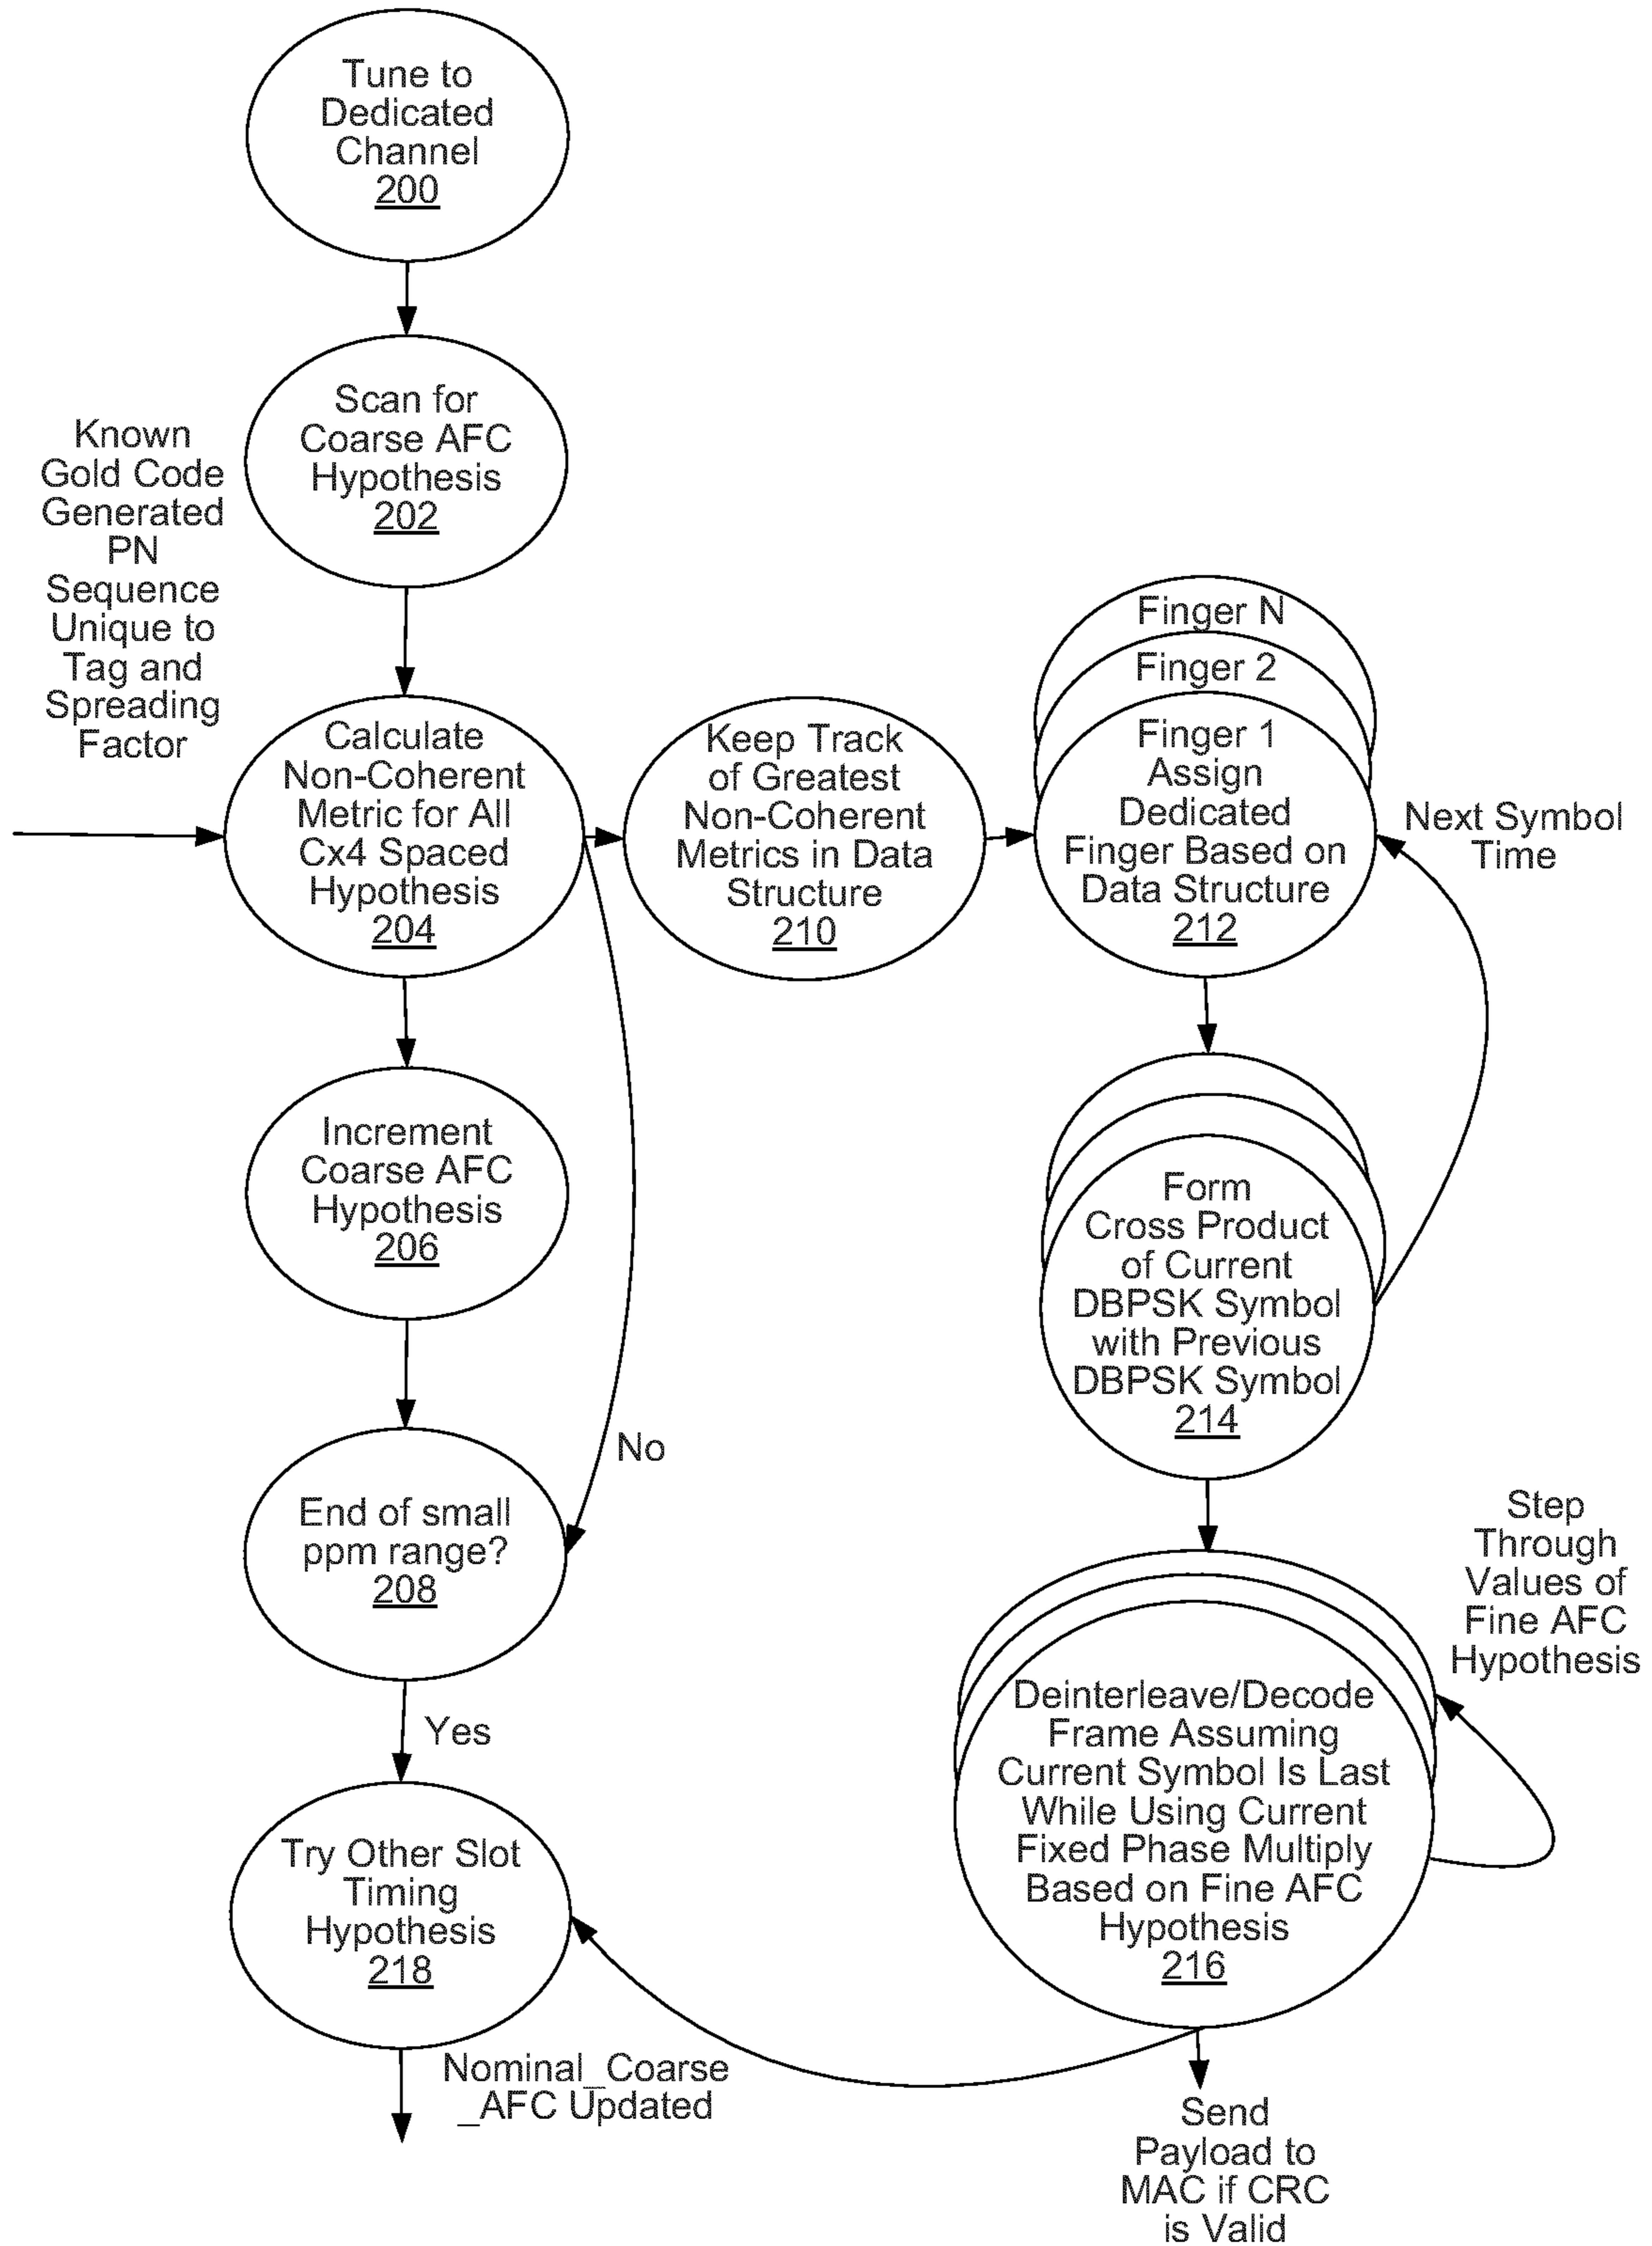 Tune to
Dedicated
Channel
200
Scan for
Coarse AFC
Hypothesis
202
Known
Gold Code
Generated
PN
Sequence
Unique to
Tag and
Spreading
Factor
Calculate
Non-Coherent
Metric for All
Cx4 Spaced
Hypothesis
204
Keep Track
of Greatest
Non-Coherent
Metrics in Data
Structure
210
Finger N
Finger 2
Finger 1
Assign
Dedicated
Finger Based on
Data Structure
212
Next Symbol
Time
Increment
Coarse AFC
Hypothesis
206
Form
Cross Product
of Current
DBPSK Symbol
with Previous
DBPSK Symbol
214
No
End of small
ppm range?
208
Yes
Step
Through
Values of
Fine AFC
Hypothesis
Deinterleave/Decode
Frame Assuming
Current Symbol Is Last
While Using Current
Fixed Phase Multiply
Based on Fine AFC
Hypothesis
216
Try Other Slot
Timing
Hypothesis
218
Nominal_Coarse
_AFC Updated
Send
Payload to
MAC if CRC
is Valid